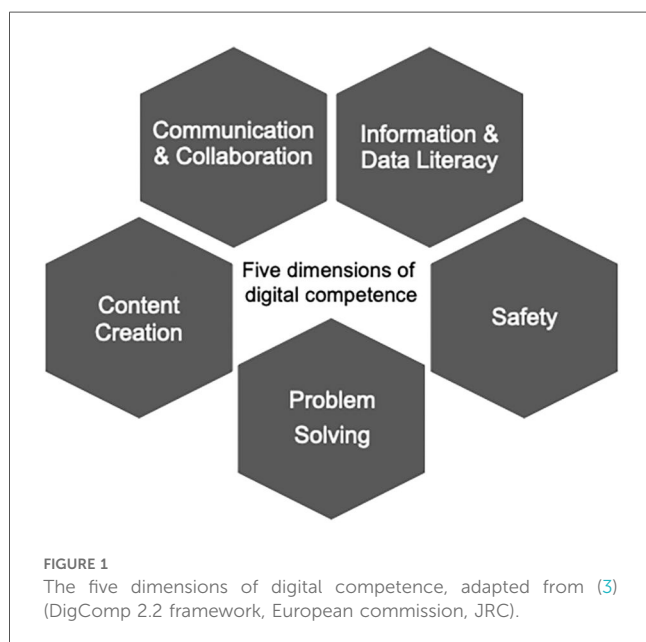 Communication
& Collaboration
Information &
Data Literacy
Five dimensions of
digital competence
Content
Creation
Safety
Problem
Solving
FIGURE 1
The five dimensions of digital competence, adapted from (3)
(DigComp 2.2 framework, European commission, JRC).